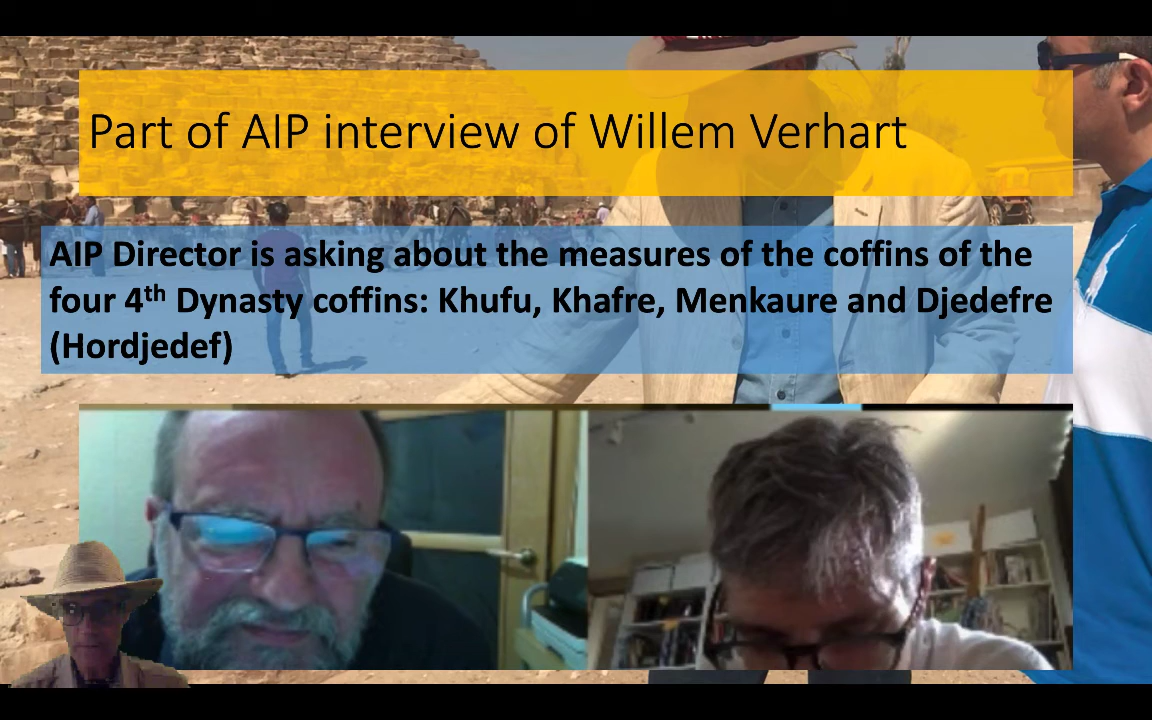 Part of AIP interview of Willem Verhart
AIP Director is asking about the measures of the coffins of the
four 4th Dynasty coffins: Khufu, Khafre, Menkaure and Djedefre
(Hordjedef)